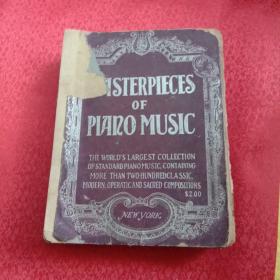 STERPIECES
OF
PIANO MUSIC
THE WORLD'S LARGEST COLLECTION
OF STANDARD PIANO MUSIC, CONTAINING
MORE THAN TWO HUNDRED CLASSIC,
MODERN, OPERATIC AND SACRED COMPOSITIONS
$2.00
NEW YORK